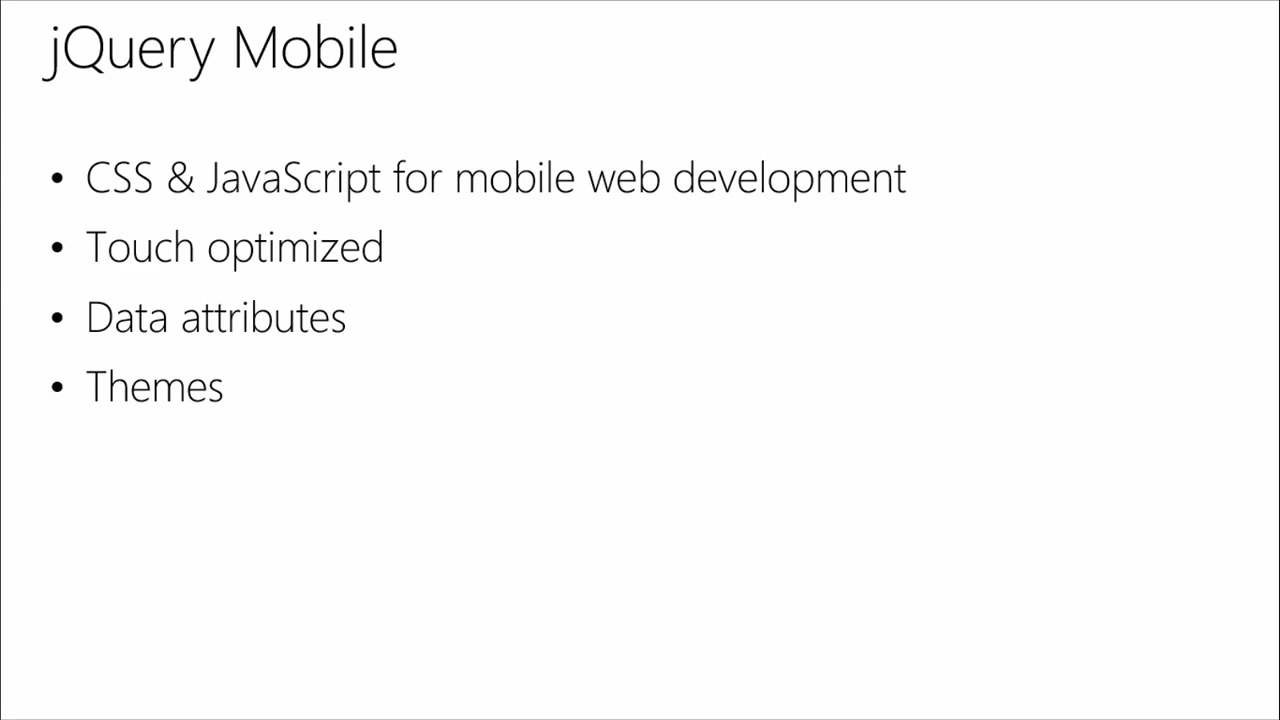 jQuery Mobile
• CSS & JavaScript for mobile web development
• Touch optimized
• Data attributes
• Themes